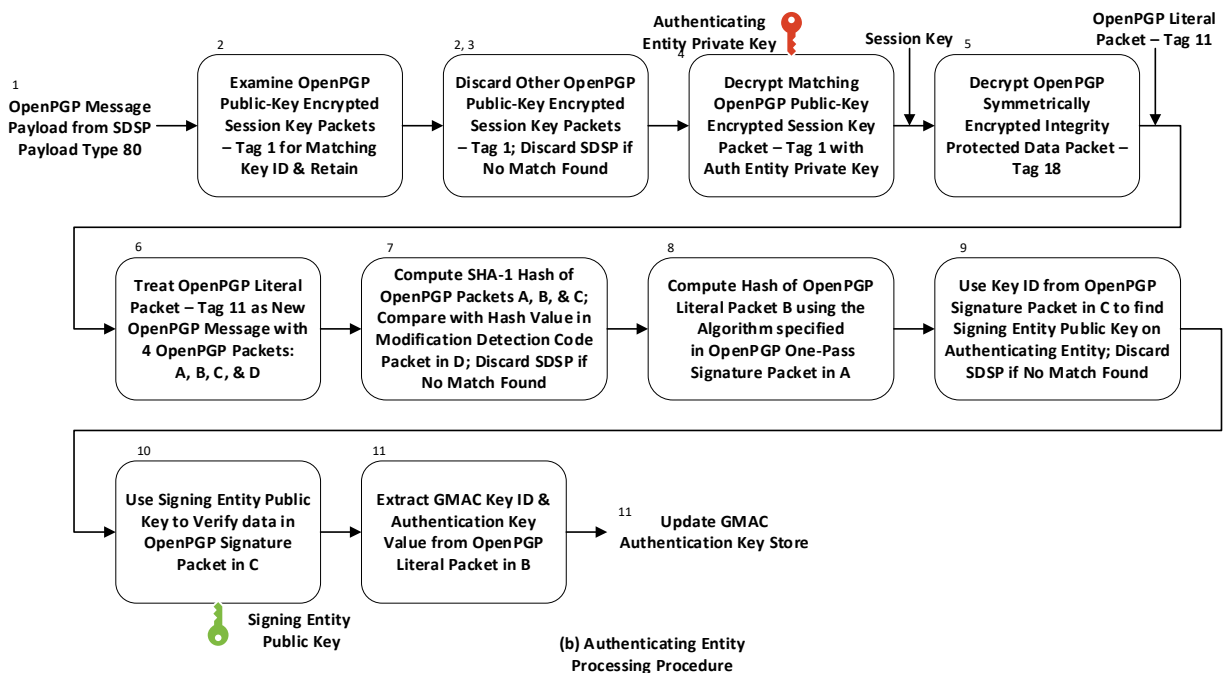 1
OpenPGP Message
Payload from SDSP
Payload Type 80
2
Examine OpenPGP
Public-Key Encrypted
Session Key Packets
– Tag 1 for Matching
Key ID & Retain
2, 3
Discard Other OpenPGP
Public-Key Encrypted
Session Key Packets
– Tag 1; Discard SDSP if
No Match Found
Authenticating
Entity Private Key
4
Decrypt Matching
OpenPGP Public-Key
Encrypted Session Key
Packet – Tag 1 with
Auth Entity Private Key
Session Key
5
Decrypt OpenPGP
Symmetrically
Encrypted Integrity
Protected Data Packet –
Tag 18
OpenPGP Literal
Packet – Tag 11
6
Treat OpenPGP Literal
Packet – Tag 11 as New
OpenPGP Message with
4 OpenPGP Packets:
A, B, C, & D
7
Compute SHA-1 Hash of
OpenPGP Packets A, B, & C;
Compare with Hash Value in
Modification Detection Code
Packet in D; Discard SDSP if
No Match Found
8
Compute Hash of OpenPGP
Literal Packet B using the
Algorithm specified
in OpenPGP One-Pass
Signature Packet in A
9
Use Key ID from OpenPGP
Signature Packet in C to find
Signing Entity Public Key on
Authenticating Entity; Discard
SDSP if No Match Found
10
Use Signing Entity Public
Key to Verify data in
OpenPGP Signature
Packet in C
Signing Entity
Public Key
11
Extract GMAC Key ID &
Authentication Key
Value from OpenPGP
Literal Packet in B
11
Update GMAC
Authentication Key Store
(b) Authenticating Entity
Processing Procedure